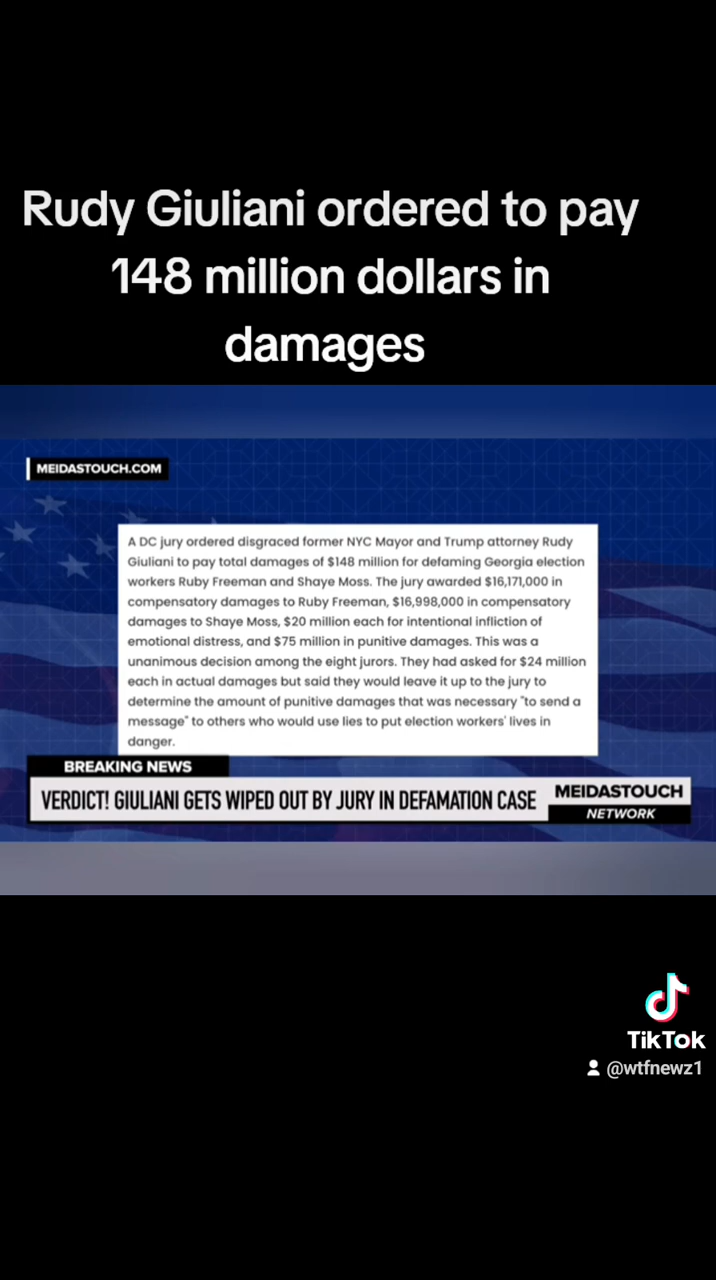 Rudy Giuliani ordered to pay
148 million dollars in
damages
MEIDASTOUCH.COM
A DC jury ordered disgraced former NYC Mayor and Trump attorney Rudy
Giuliani to pay total damages of $148 million for defaming Georgia election
workers Ruby Freeman and Shaye Moss. The jury awarded $16,171,000 in
compensatory damages to Ruby Freeman, $16,998,000 in compensatory
damages to Shaye Moss, $20 million each for intentional infliction of
emotional distress, and $75 million in punitive damages. This was a
unanimous decision among the eight jurors. They had asked for $24 million
each in actual damages but said they would leave it up to the jury to
determine the amount of punitive damages that was necessary "to send a
message" to others who would use lies to put election workers' lives in
danger.
BREAKING NEWS
VERDICT! GIULIANI GETS WIPED OUT BY JURY IN DEFAMATION CASE
MEIDASTOUCH
NETWORK
TikTok
@wtfnewz1